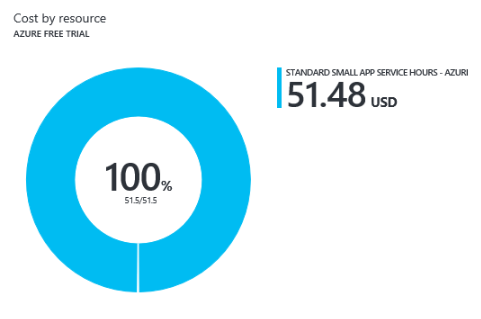 Cost by resource
AZURE FREE TRIAL
STANDARD SMALL APP SERVICE HOURS - AZURI
51.48 USD
100%
51.5/51.5